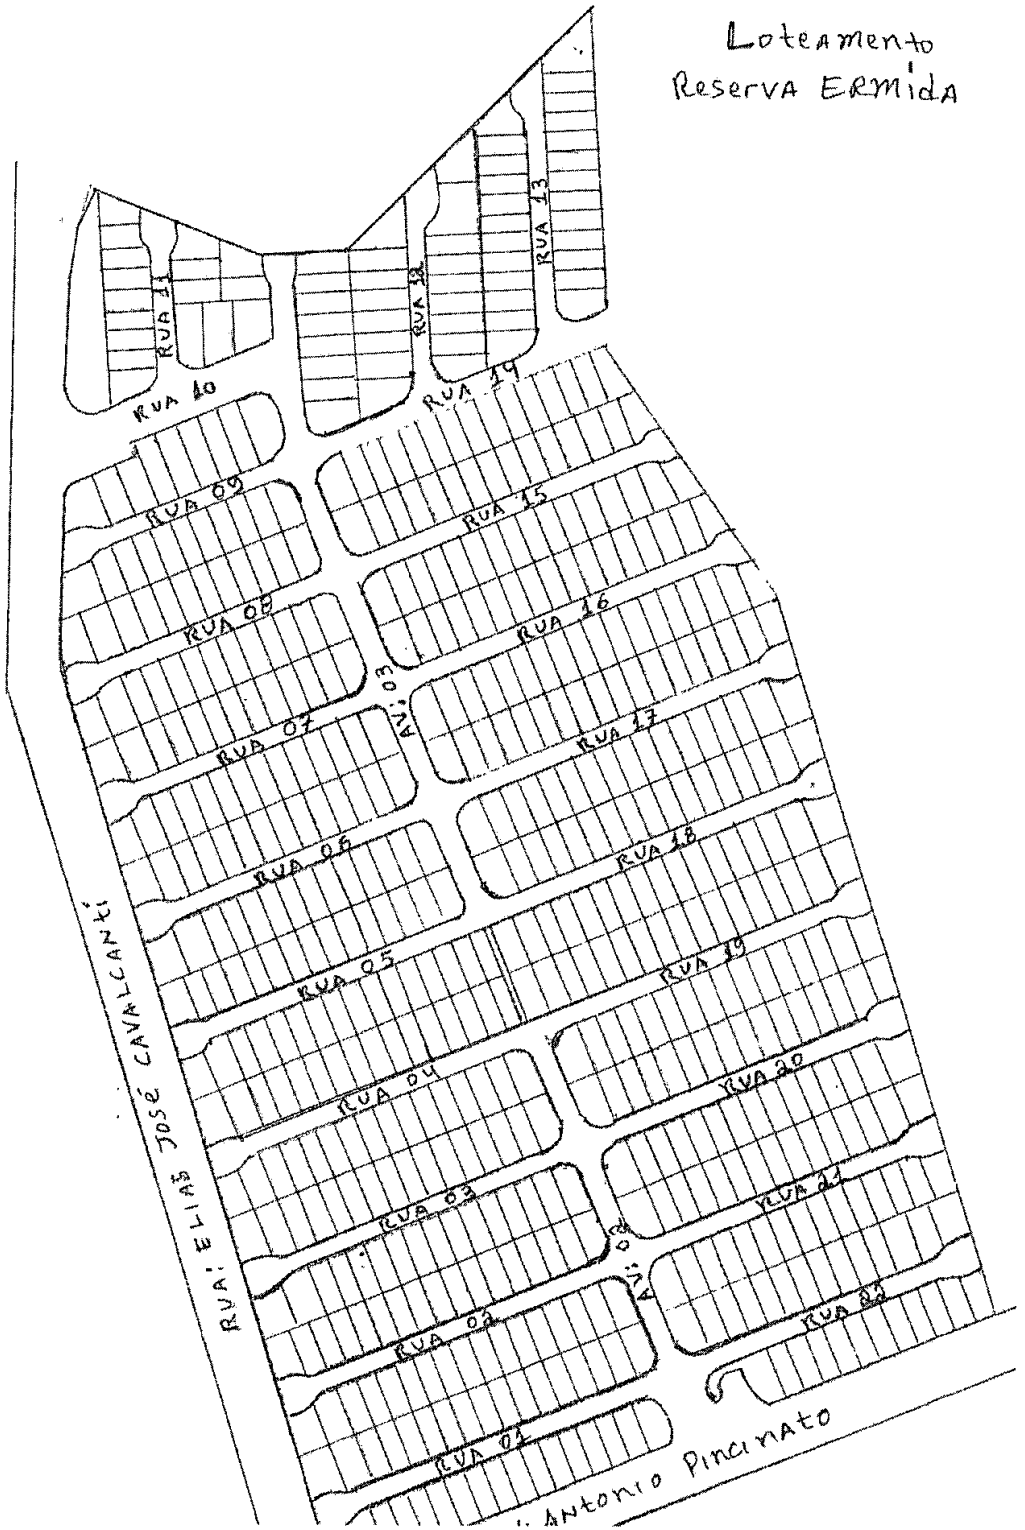 LoteAmento
ReservA ERMidA
RUA 13
RUA 12
RUA 11
RUA 14
RUA 10
RUA 09
RUA 15
RUA 08
RUA 16
AV: 03
RUA 07
RUA 17
RUA 06
RUA 18
RUA 05
RUA 19
RUA 04
RUA 20
RUA 03
RUA 21
AV: 02
RUA 02
RUA 22
RUA 01
RUA: ELIAS JOSÉ CAVALCANTi
ANtonio PincinAto